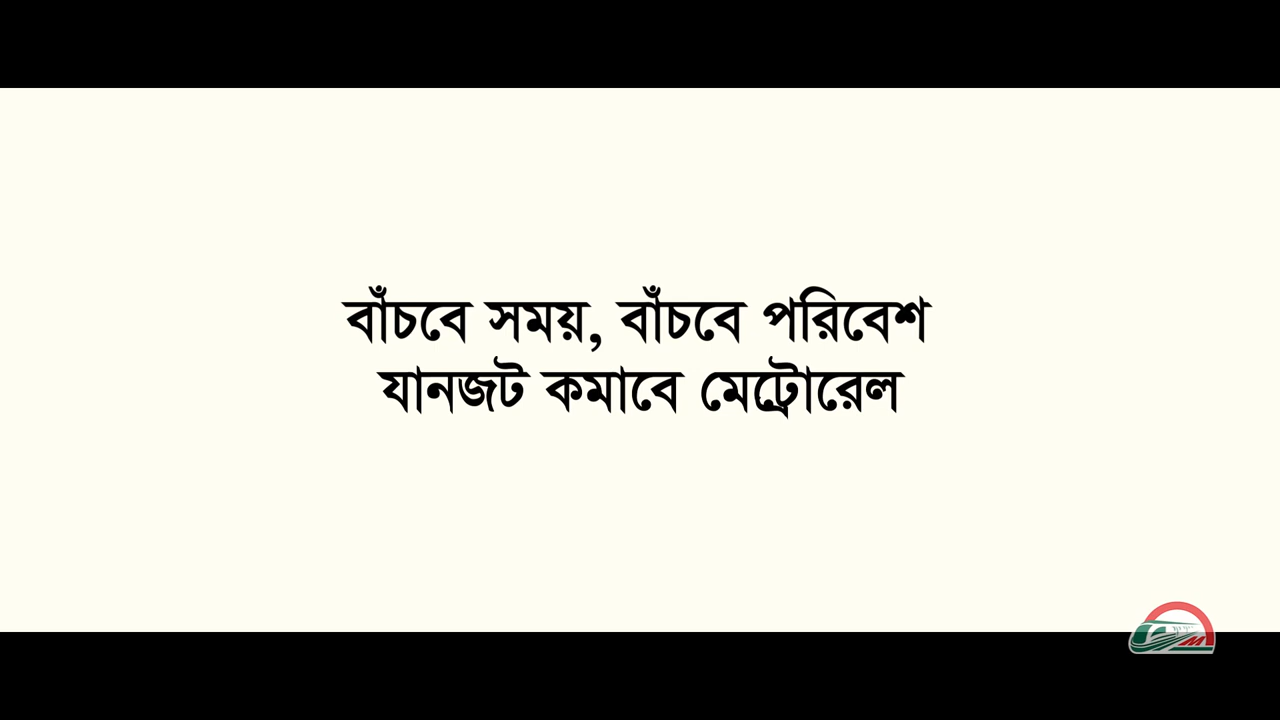 বাঁচবে সময়, বাঁচবে পরিবেশ
যানজট কমাবে মেট্রোরেল